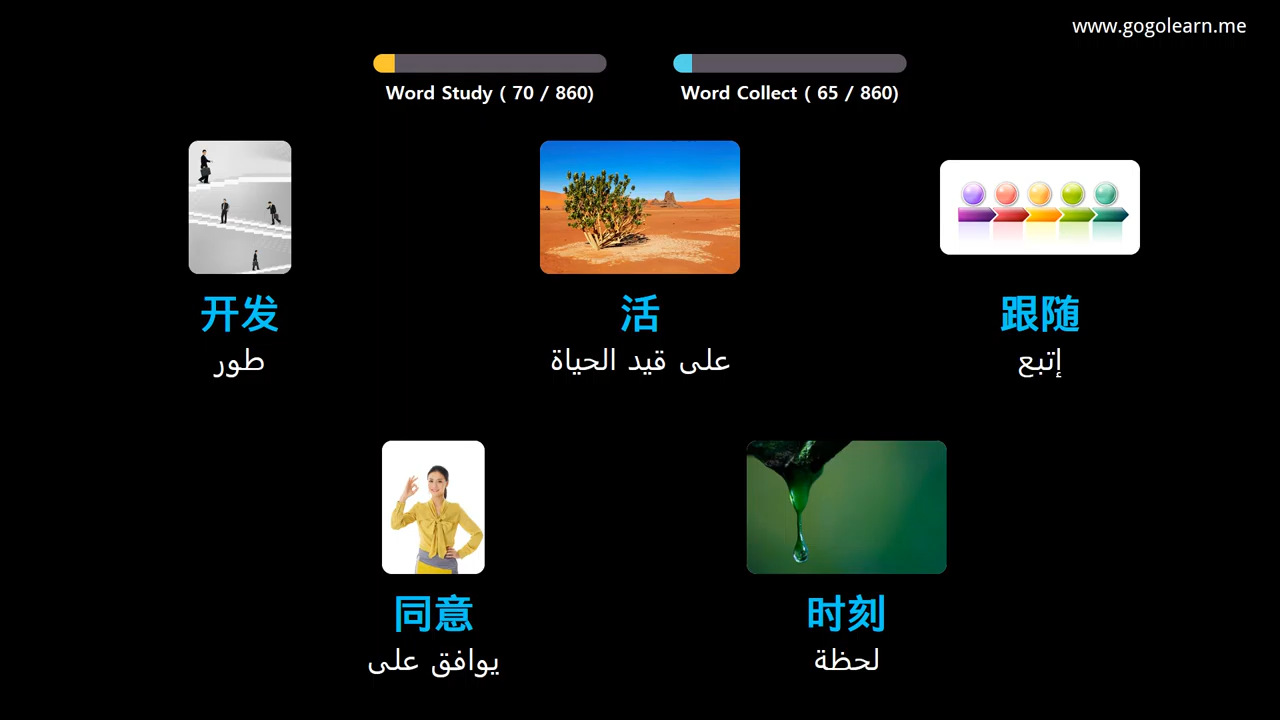 www.gogolearn.me
Word Study ( 70 / 860)
Word Collect ( 65 / 860)
开发
طور
活
على قيد الحياة
跟随
إتبع
同意
يوافق على
时刻
لحظة